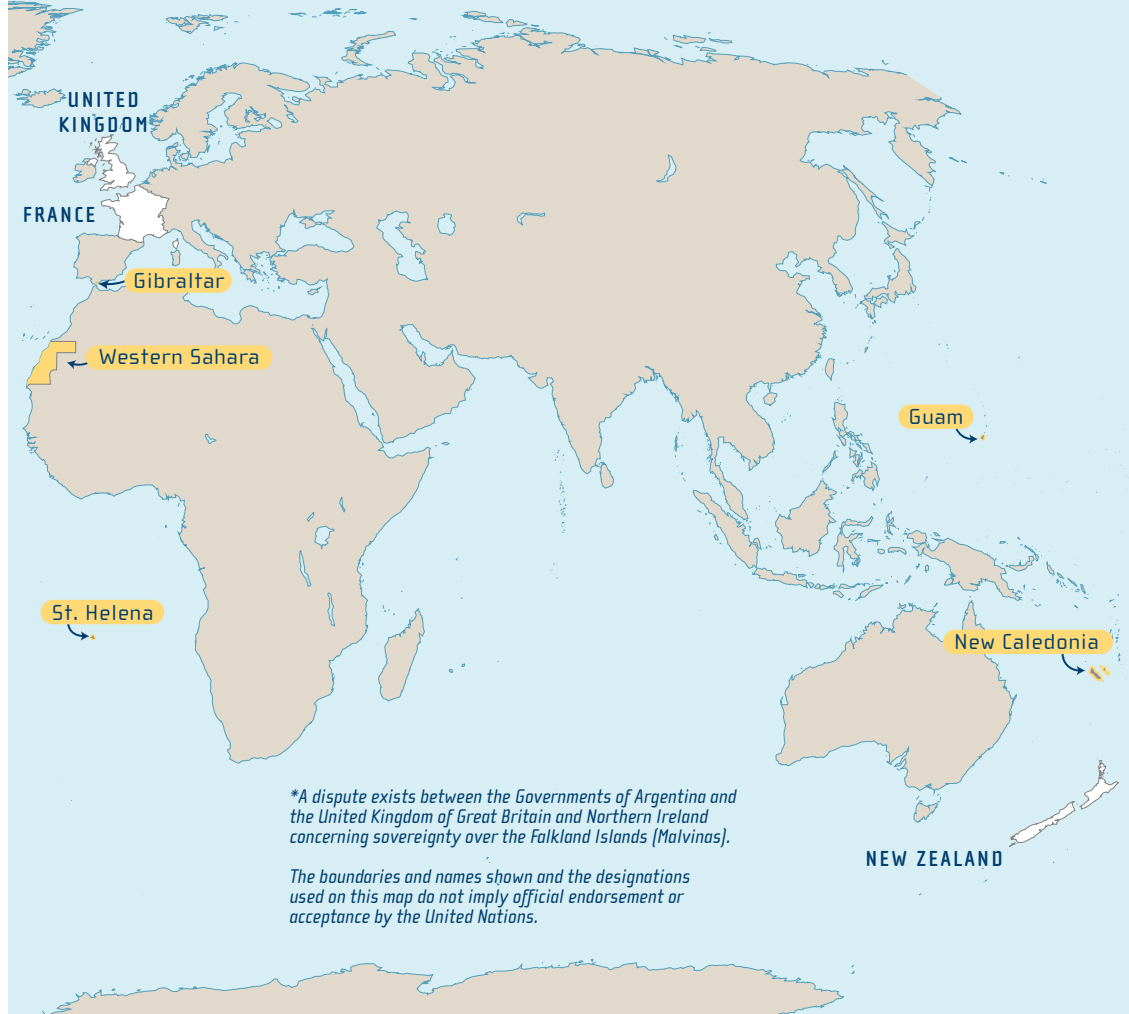 UNITED
KINGDOM
FRANCE
Gibraltar
Western Sahara
Guam
St. Helena
New Caledonia
*A dispute exists between the Governments of Argentina and
the United Kingdom of Great Britain and Northern Ireland
concerning sovereignty over the Falkland Islands (Malvinas).
The boundaries and names shown and the designations
used on this map do not imply official endorsement or
acceptance by the United Nations.
NEW ZEALAND